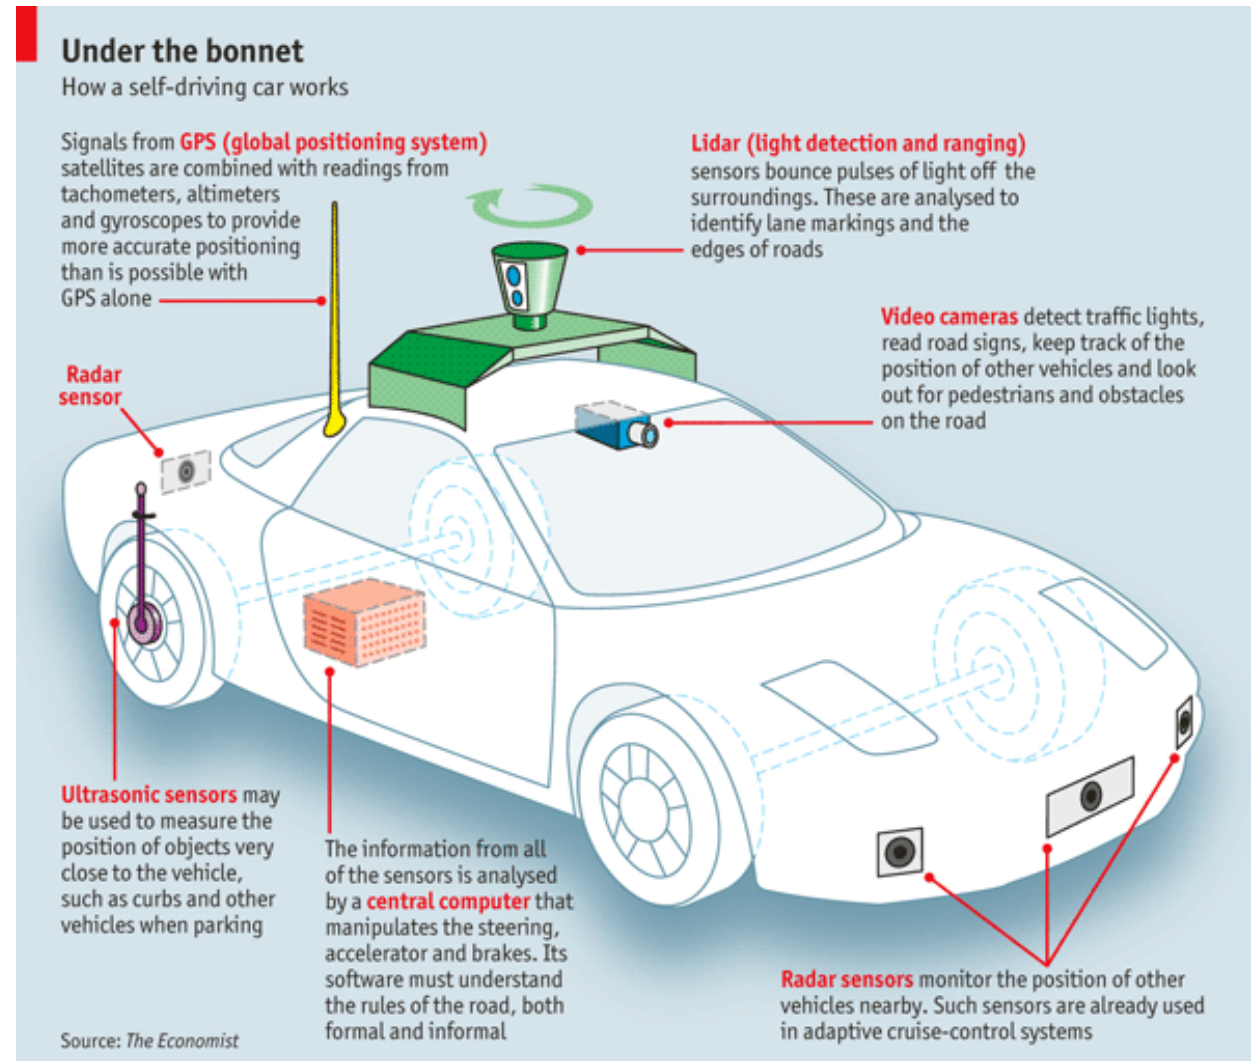 Under the bonnet
How a self-driving car works
Signals from GPS (global positioning system)
satellites are combined with readings from
tachometers, altimeters
and gyroscopes to provide
more accurate positioning
than is possible with
GPS alone
Lidar (light detection and ranging)
sensors bounce pulses of light off the
surroundings. These are analysed to
identify lane markings and the
edges of roads
Video cameras detect traffic lights,
read road signs, keep track of the
position of other vehicles and look
out for pedestrians and obstacles
on the road
Radar
sensor
Ultrasonic sensors may
be used to measure the
position of objects very
close to the vehicle,
such as curbs and other
vehicles when parking
The information from all
of the sensors is analysed
by a central computer that
manipulates the steering,
accelerator and brakes. Its
software must understand
the rules of the road, both
formal and informal
Radar sensors monitor the position of other
vehicles nearby. Such sensors are already used
in adaptive cruise-control systems
Source: The Economist